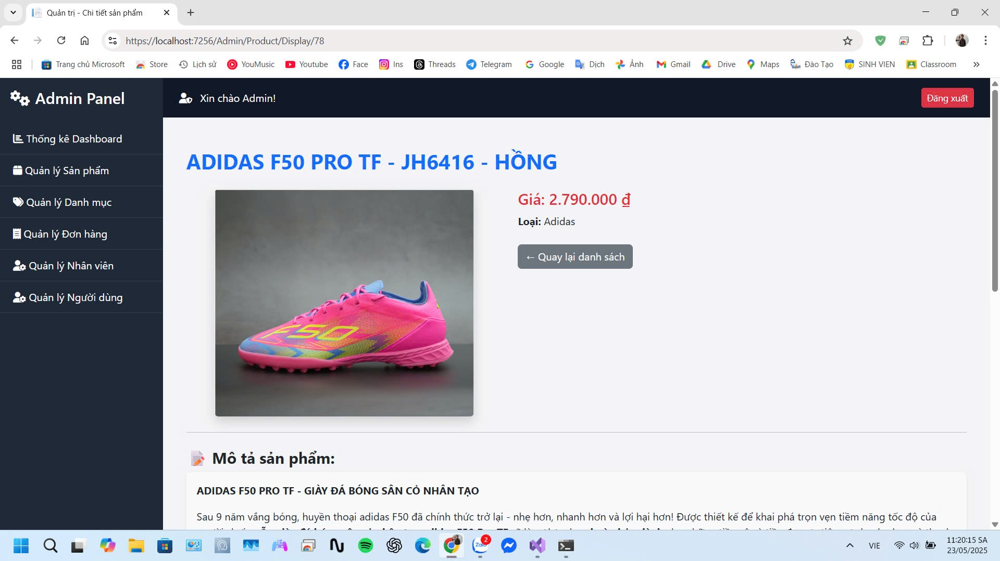 Quản trị - Chi tiết sản phẩm
https://localhost:7256/Admin/Product/Display/78
Trang chủ Microsoft
Store
Lịch sử
YouMusic
Youtube
Face
Ins
Threads
Telegram
Google
Dịch
Ảnh
Gmail
Drive
Maps
Đào Tạo
SINH VIEN
Classroom
Admin Panel
Xin chào Admin!
Đăng xuất
Thống kê Dashboard
Quản lý Sản phẩm
Quản lý Danh mục
Quản lý Đơn hàng
Quản lý Nhân viên
Quản lý Người dùng
ADIDAS F50 PRO TF - JH6416 - HỒNG
F50
Giá: 2.790.000 ₫
Loại: Adidas
← Quay lại danh sách
Mô tả sản phẩm:
ADIDAS F50 PRO TF - GIÀY ĐÁ BÓNG SÂN CỎ NHÂN TẠO
Sau 9 năm vắng bóng, huyền thoại adidas F50 đã chính thức trở lại - nhẹ hơn, nhanh hơn và lợi hại hơn! Được thiết kế để khai phá trọn vẹn tiềm năng tốc độ của
Zalo
2
VIE
11:20:15 SA
23/05/2025